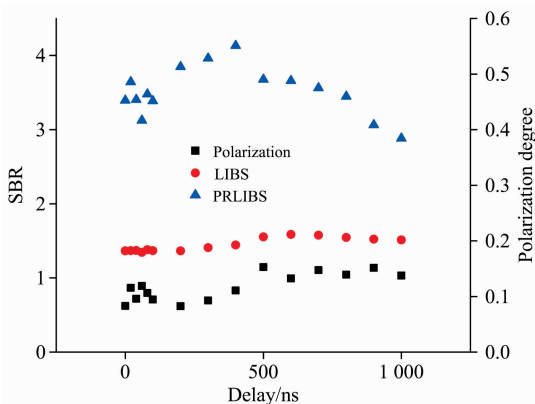 SBR
4
3
2
1
0
0.6
0.5
0.4
0.3
0.2
0.1
0.0
Polarization degree
Polarization
LIBS
PRLIBS
0
500
1 000
Delay/ns